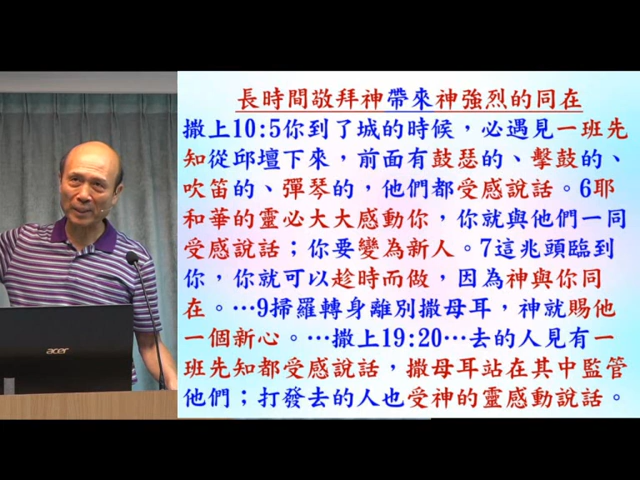 長時間敬拜神帶來神強烈的同在
撒上10:5你到了城的時候，必遇見一班先
知從邱壇下來，前面有鼓瑟的、擊鼓的、
吹笛的、彈琴的，他們都受感說話。6耶
和華的靈必大大感動你，你就與他們一同
受感說話；你要變為新人。7這兆頭臨到
你，你就可以趁時而做，因為神與你同
在。…9掃羅轉身離別撒母耳，神就賜他
一個新心。…撒上19:20…去的人見有一
班先知都受感說話，撒母耳站在其中監管
他們；打發去的人也受神的靈感動說話。
acer